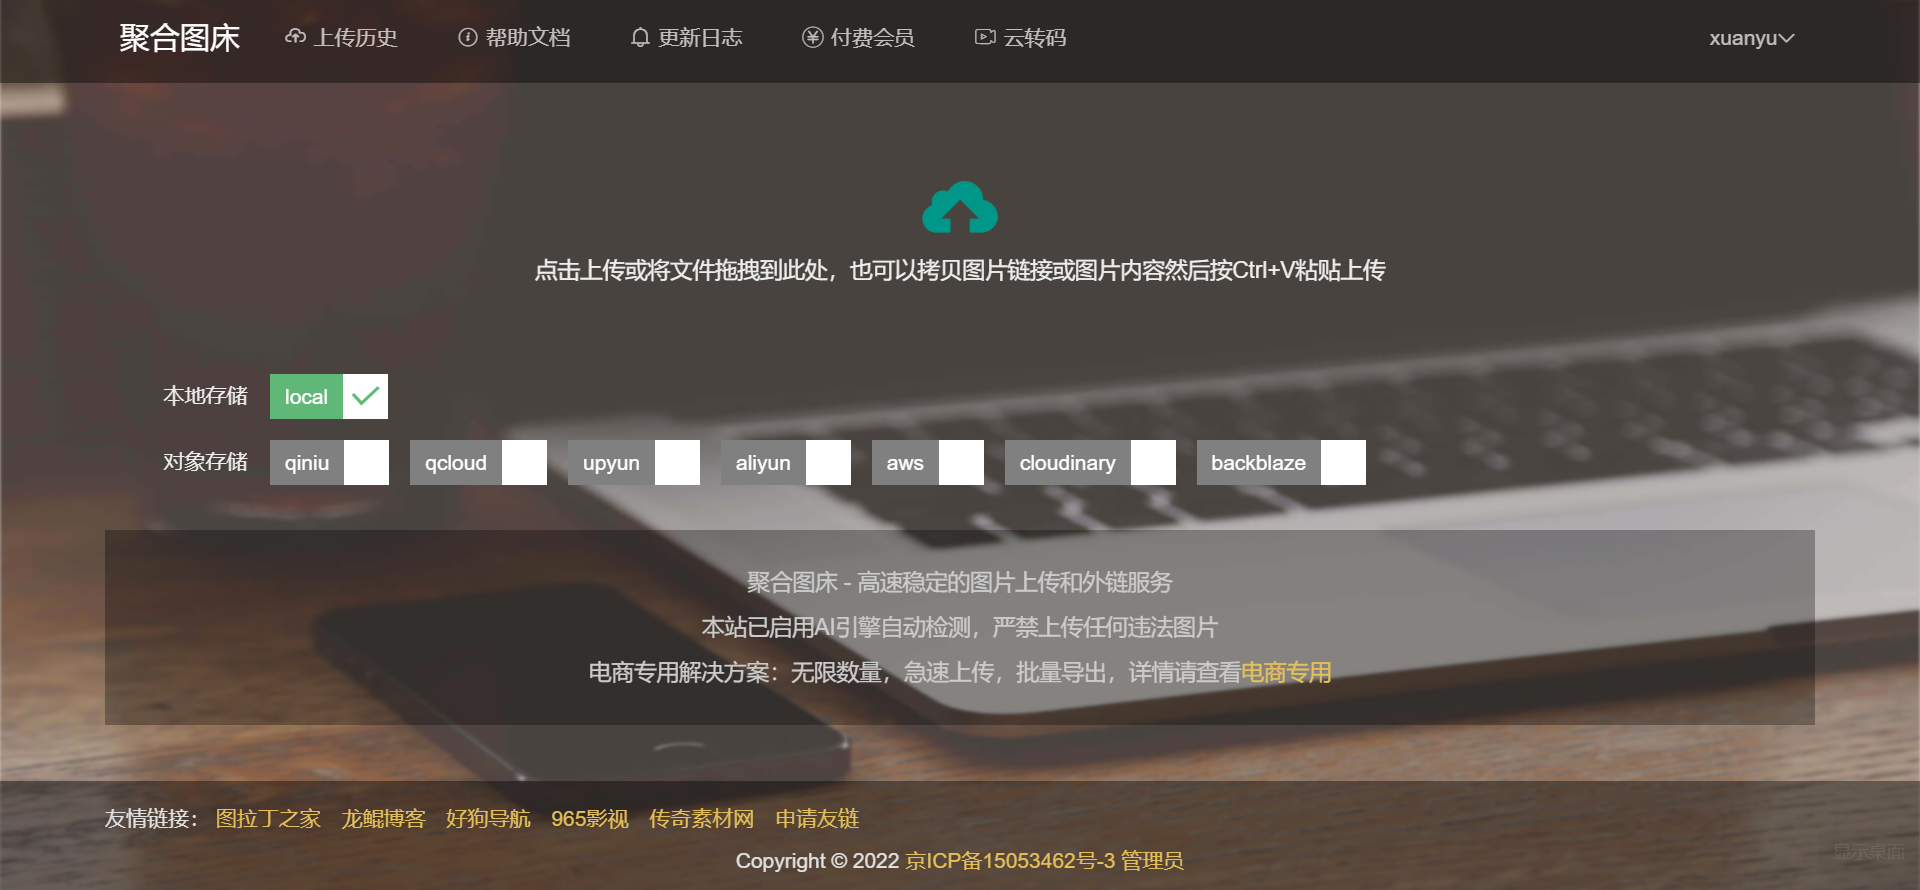 聚合图床 上传历史 帮助文档 更新日志 付费会员 云转码 xuanyu
点击上传或将文件拖拽到此处，也可以拷贝图片链接或图片内容然后按Ctrl+V粘贴上传
本地存储 local
对象存储 qiniu qcloud upyun aliyun aws cloudinary backblaze
聚合图床 - 高速稳定的图片上传和外链服务
本站已启用AI引擎自动检测，严禁上传任何违法图片
电商专用解决方案：无限数量，急速上传，批量导出，详情请查看电商专用
友情链接： 图拉丁之家 龙鲲博客 好狗导航 965影视 传奇素材网 申请友链
Copyright © 2022 京ICP备15053462号-3 管理员
显示桌面